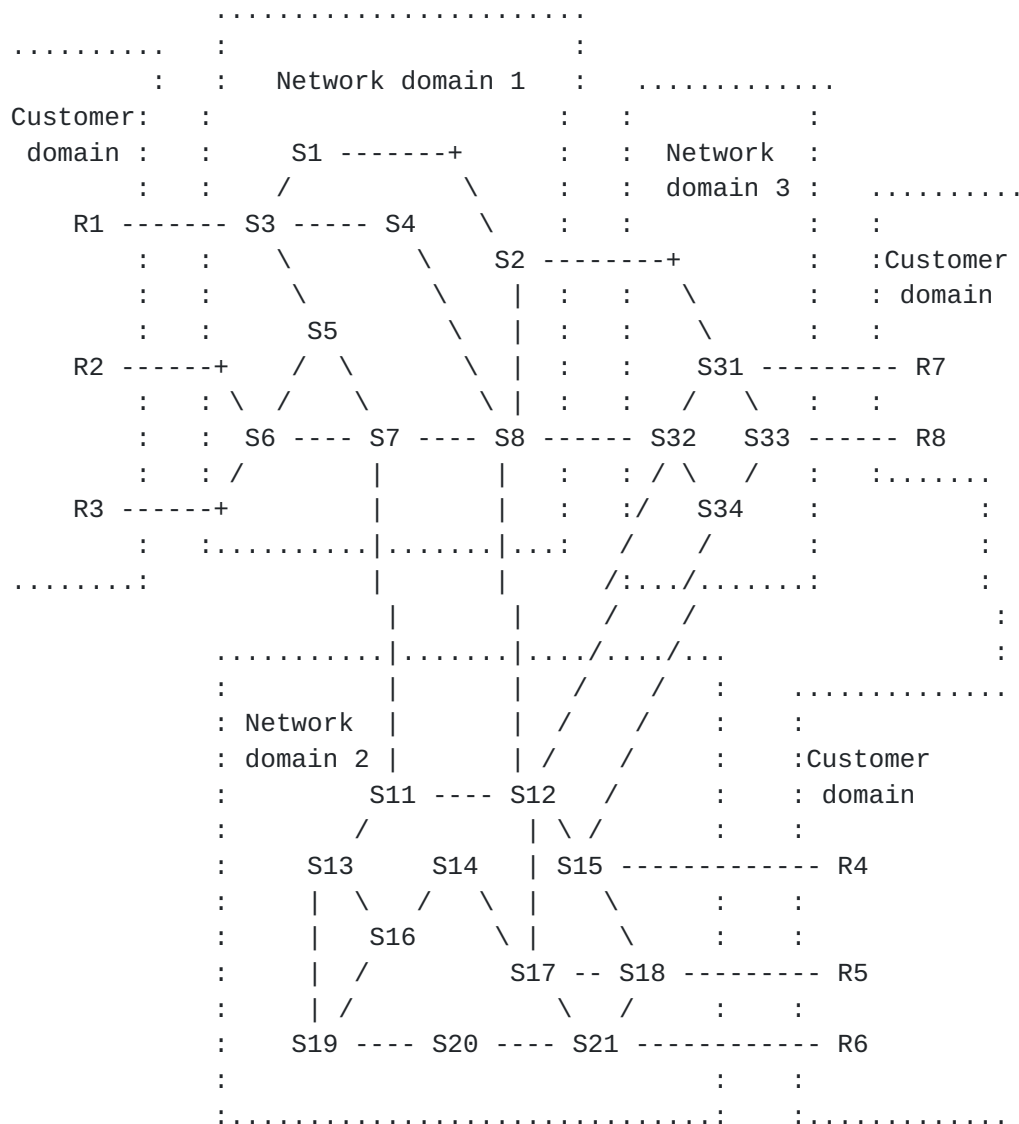 ........................
..........   :                       :
         :   :   Network domain 1   :   .............
Customer:   :                      :   :           :
 domain :   :     S1 -------+      :   :  Network  :
        :   :    /           \     :   :  domain 3 :   ..........
    R1 ------- S3 ----- S4    \    :   :           :   :
        :   :    \        \    S2 --------+        :   :Customer
        :   :     \        \    |  :   :   \       :   : domain
        :   :      S5       \   |  :   :    \      :   :
    R2 ------+    / \       \  |  :   :    S31 --------- R7
        :   : \  /   \       \ |  :   :   /   \   :   :
        :   :  S6 ---- S7 ---- S8 ------ S32   S33 ------ R8
        :   : /        |       |   :   : / \   /   :   :.......
    R3 ------+         |       |   :   :/   S34    :          :
        :   :..........|.......|...:   /    /      :          :
........:              |       |      /:.../.......:          :
                        |       |     /    /                   :
             ...........|.......|..../..../...                 :
             :          |       |   /    /   :    ..............
             : Network  |       |  /    /    :    :
             : domain 2 |       | /    /     :    :Customer
             :         S11 ---- S12   /      :    : domain
             :        /          | \ /       :    :
             :     S13     S14   | S15 ------------- R4
             :     |  \   /   \  |    \      :    :
             :     |   S16     \ |     \     :    :
             :     |  /         S17 -- S18 --------- R5
             :     | /             \   /     :    :
             :    S19 ---- S20 ---- S21 ------------ R6
             :                               :    :
             :...............................:    :.............